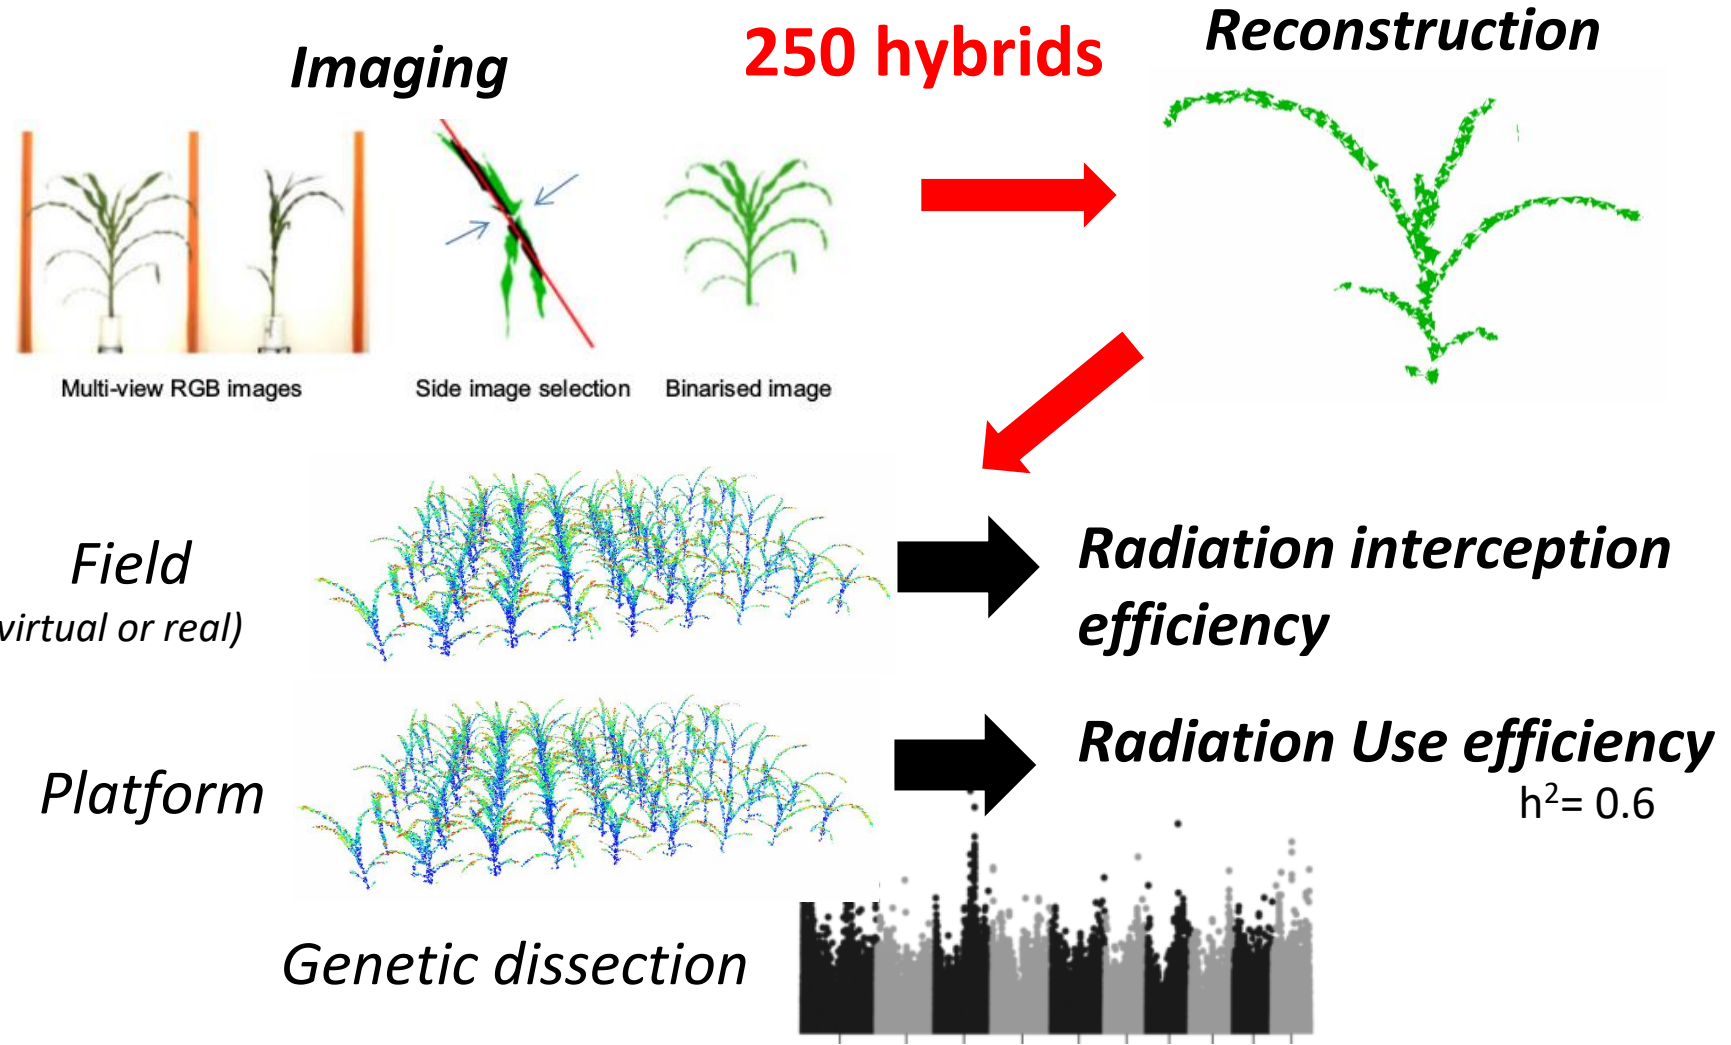 Imaging
250 hybrids
Reconstruction
Multi-view RGB images
Side image selection
Binarised image
Field
virtual or real)
Radiation interception
efficiency
Platform
Radiation Use efficiency
h²= 0.6
Genetic dissection